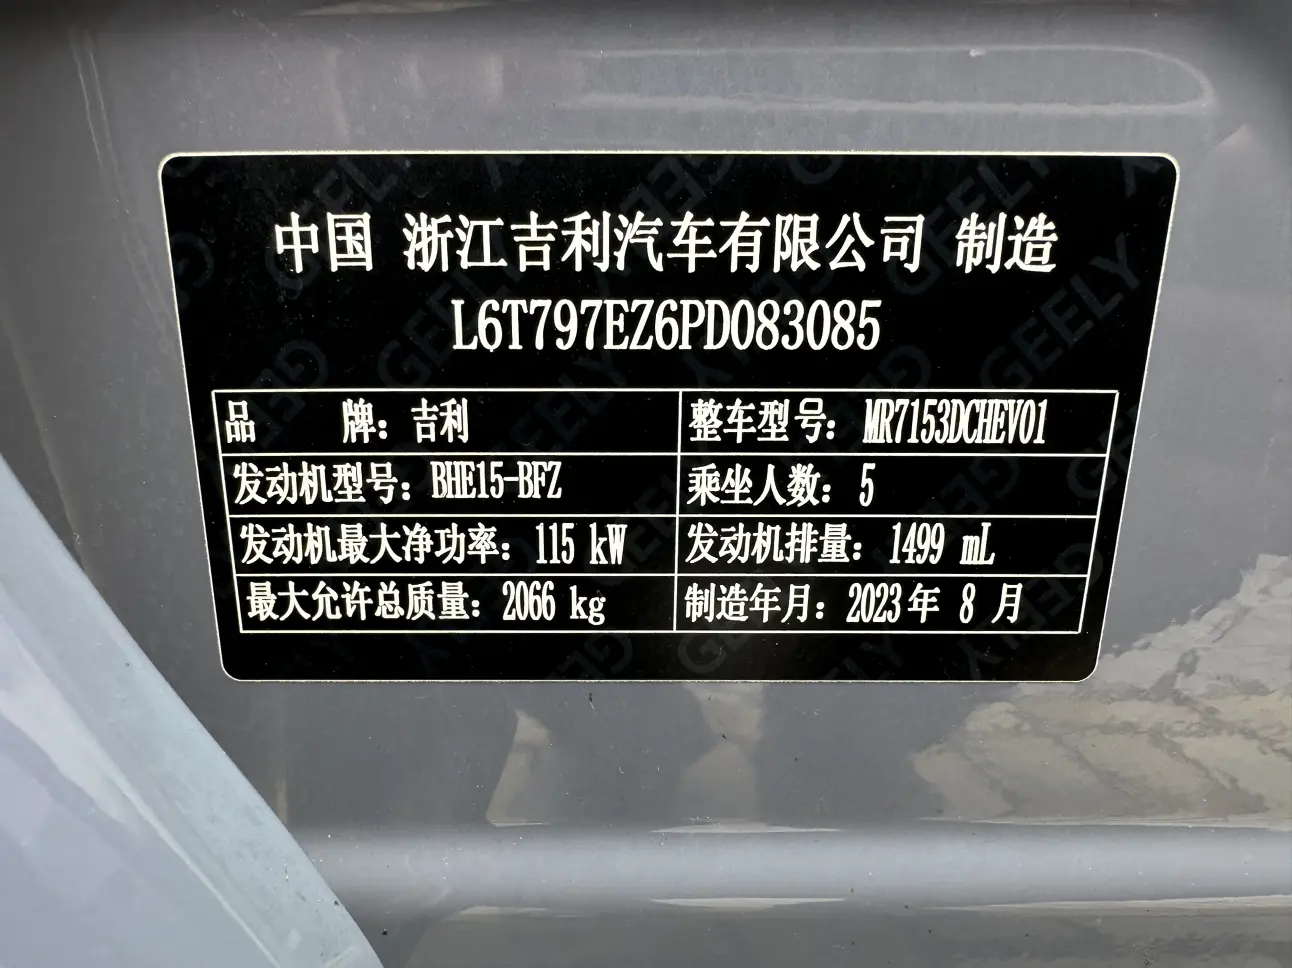 中国 浙江吉利汽车有限公司 制造
L6T797EZ6PD083085
品 牌：吉利 整车型号：MR7153DCHEV01
发动机型号：BHE15-BFZ 乘坐人数：5
发动机最大净功率：115 kW 发动机排量：1499 mL
最大允许总质量：2066 kg 制造年月：2023年 8 月
GEELY